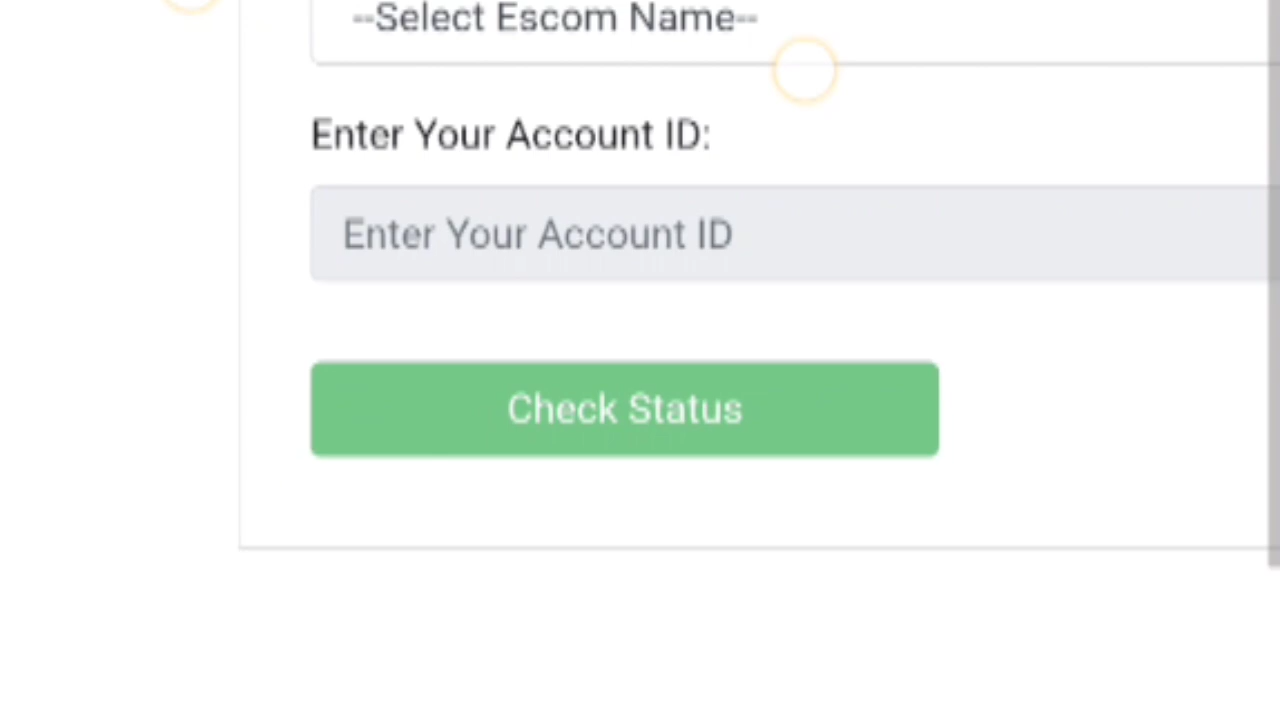 --Select Escom Name--
Enter Your Account ID:
Enter Your Account ID
Check Status